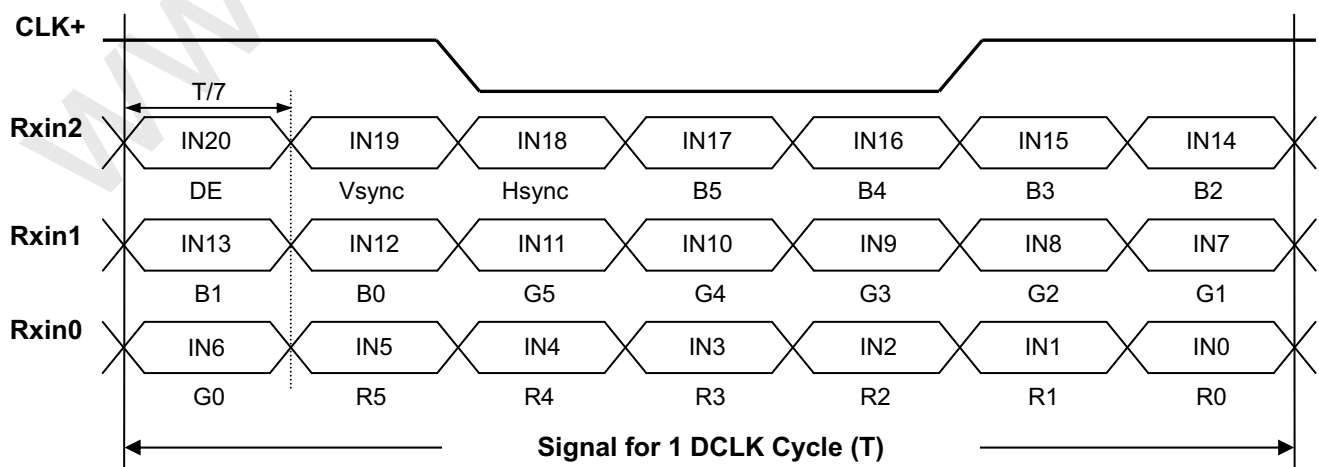 CLK+
T/7
Rxin2 IN20 IN19 IN18 IN17 IN16 IN15 IN14
DE Vsync Hsync B5 B4 B3 B2
Rxin1 IN13 IN12 IN11 IN10 IN9 IN8 IN7
B1 B0 G5 G4 G3 G2 G1
Rxin0 IN6 IN5 IN4 IN3 IN2 IN1 IN0
G0 R5 R4 R3 R2 R1 R0
Signal for 1 DCLK Cycle (T)